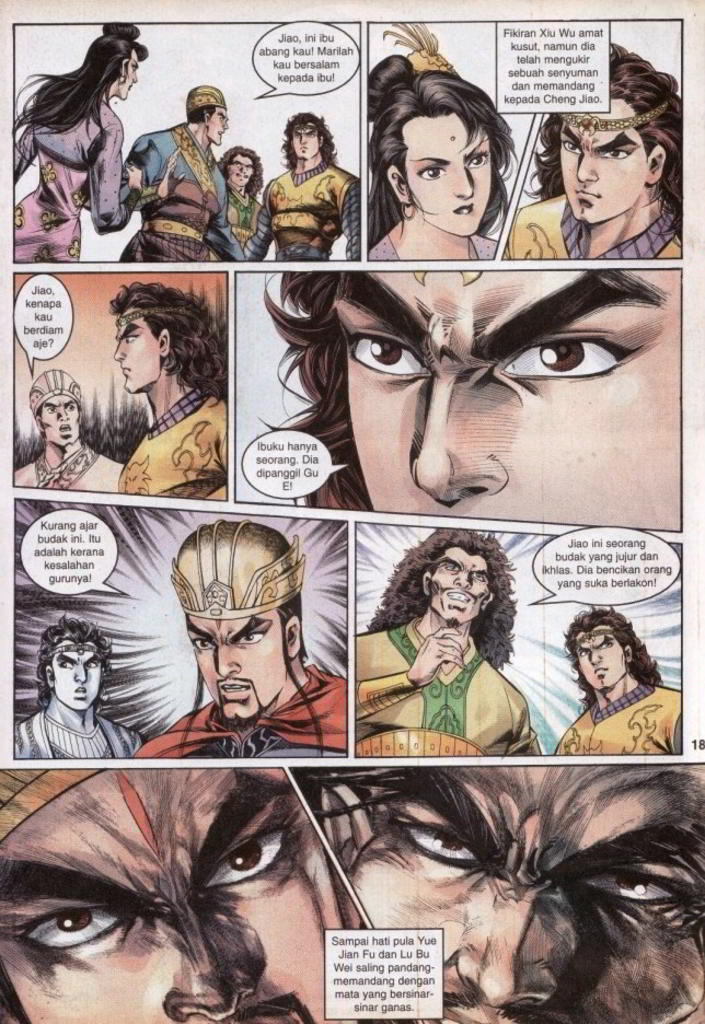 Jiao, ini ibu
abang kau! Marilah
kau bersalam
kepada ibu!
Fikiran Xiu Wu amat
kusut, namun dia
telah mengukir
sebuah senyuman
dan memandang
kepada Cheng Jiao.
Jiao,
kenapa
kau
berdiam
aje?
Ibuku hanya
seorang. Dia
dipanggil Gu
E!
Kurang ajar
budak ini. Itu
adalah kerana
kesalahan
gurunya!
Jiao ini seorang
budak yang jujur dan
ikhlas. Dia bencikan orang
yang suka berlakon!
18
Sampai hati pula Yue
Jian Fu dan Lu Bu
Wei saling pandang-
memandang dengan
mata yang bersinar-
sinar ganas.